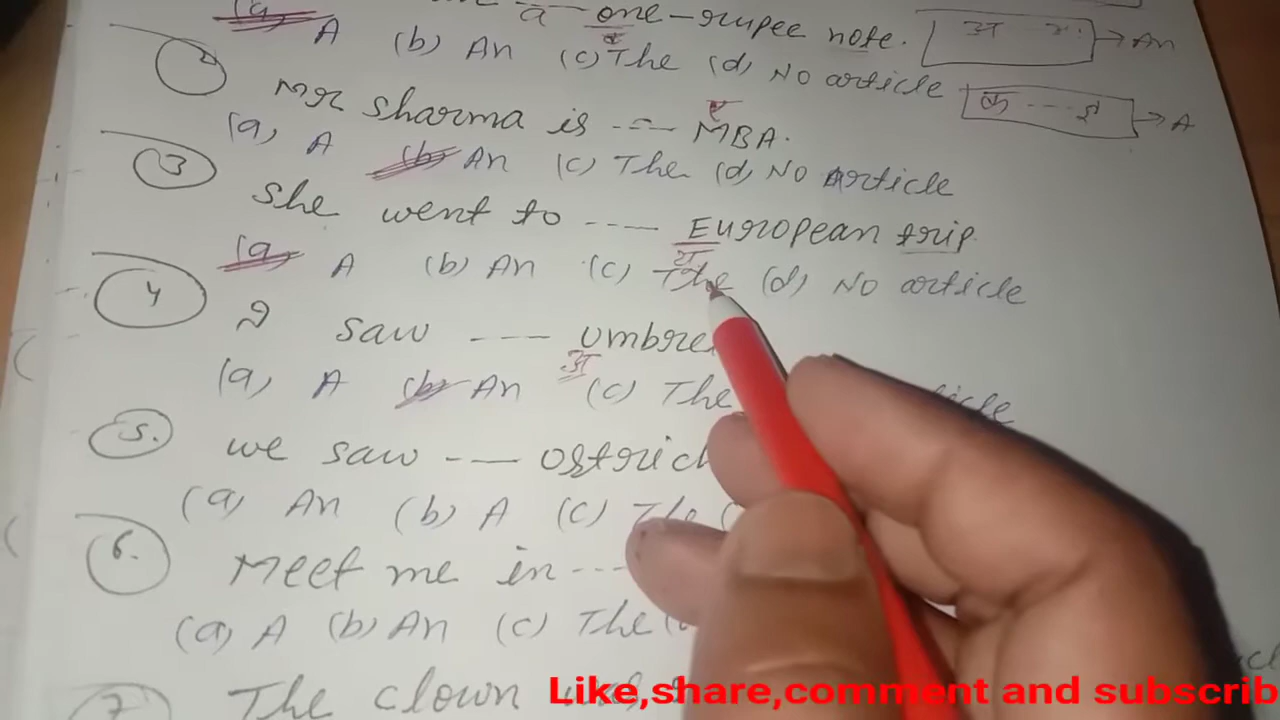 a one-rupee note. अ अः → An
(a) A (b) An (c) The (d) No article
क --- ज्ञ → A
2 Mr sharma is ---- MBA.
(a) A (b) An (c) The (d) No Article
3 she went to ---- European trip.
(a) A (b) An (c) The (d) No article
4 I saw ---- umbre
(a) A (b) An (c) The
5. we saw ---- ostrich
(a) An (b) A (c) The (
6. Meet me in ---
(a) A (b) An (c) The
7. The clown
Like,share,comment and subscrib